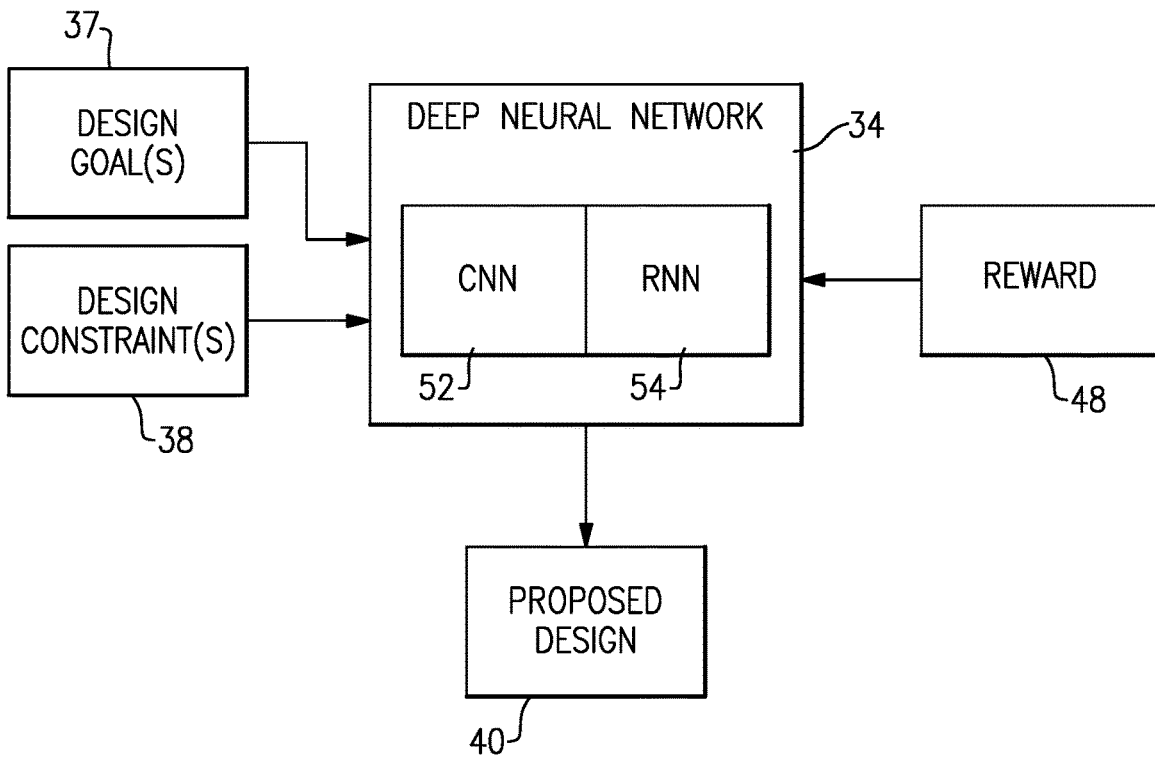 37
DESIGN
GOAL(S)
DESIGN
CONSTRAINT(S)
38
DEEP NEURAL NETWORK
34
CNN
RNN
52
54
REWARD
48
PROPOSED
DESIGN
40